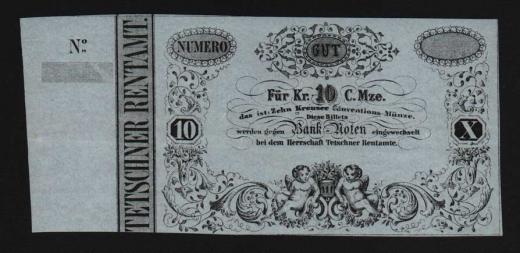 No.
TETSCHNER RENTAMT.
NUMERO
GUT
Für Kr. 10 C. Mze.
das ist: Zehn Kreuzer Conventions-Münze.
Diese Billets
werden gegen Bank-Noten eingewechselt
bei dem Herrschaft Tetschner Rentamte.
10
X